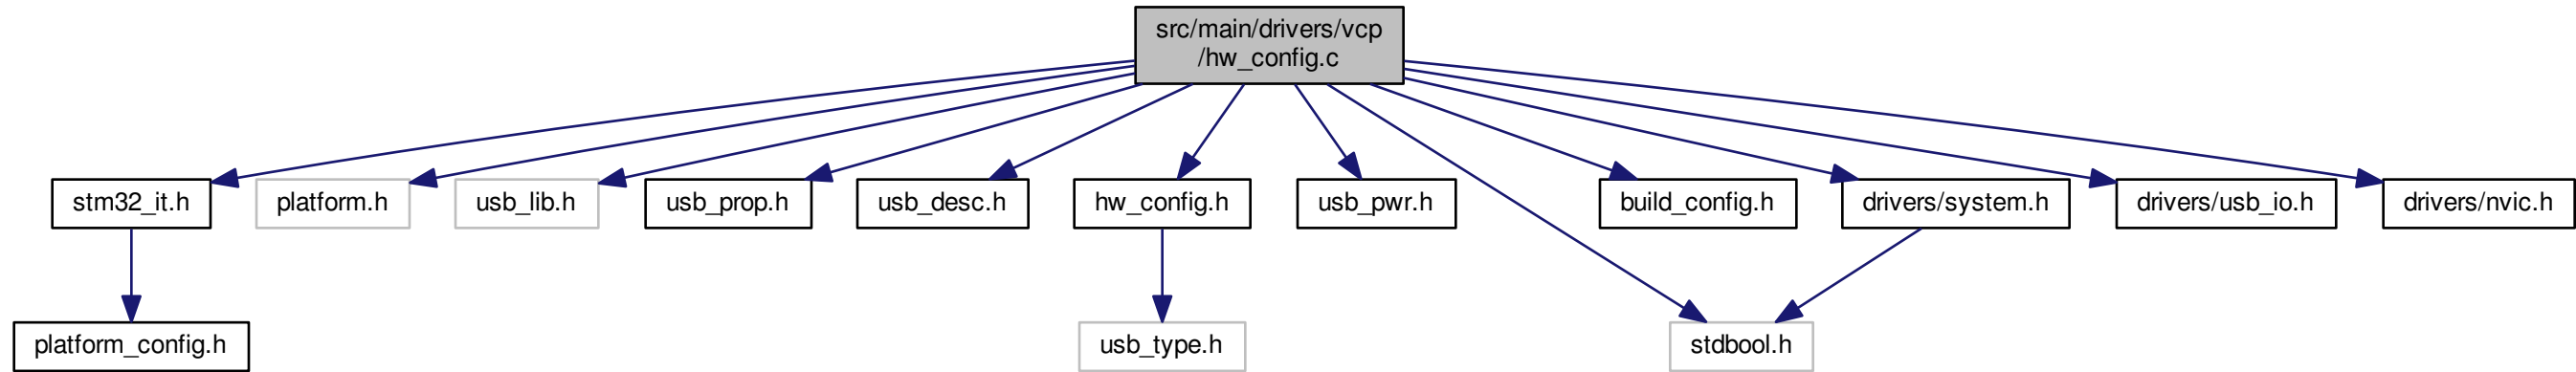 src/main/drivers/vcp
/hw_config.c
stm32_it.h
platform.h
usb_lib.h
usb_prop.h
usb_desc.h
hw_config.h
usb_pwr.h
build_config.h
drivers/system.h
drivers/usb_io.h
drivers/nvic.h
platform_config.h
usb_type.h
stdbool.h